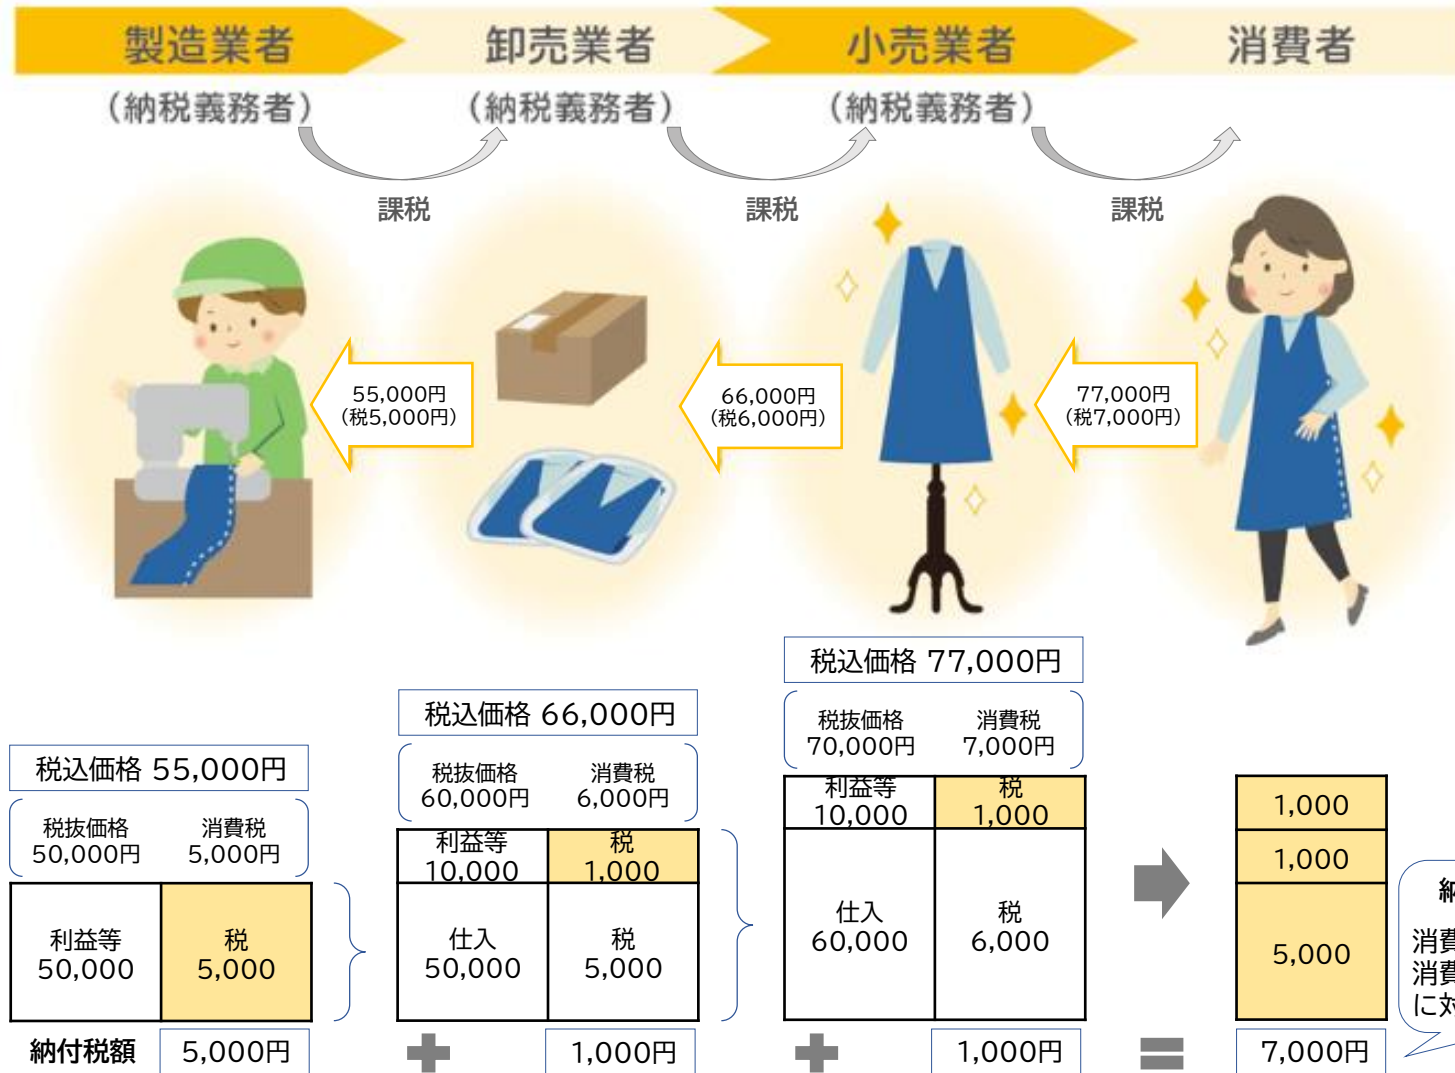 製造業者
卸売業者
小売業者
消費者
(納税義務者)
(納税義務者)
(納税義務者)
課税
課税
課税
55,000円
(税5,000円)
66,000円
(税6,000円)
77,000円
(税7,000円)
税込価格 55,000円
税抜価格
50,000円
消費税
5,000円
利益等
50,000
税
5,000
税込価格 66,000円
税抜価格
60,000円
消費税
6,000円
利益等
10,000
税
1,000
仕入
50,000
税
5,000
税込価格 77,000円
税抜価格
70,000円
消費税
7,000円
利益等
10,000
税
1,000
仕入
60,000
税
6,000
1,000
1,000
5,000
消費
消費
に対
納付税額
5,000円
1,000円
1,000円
7,000円